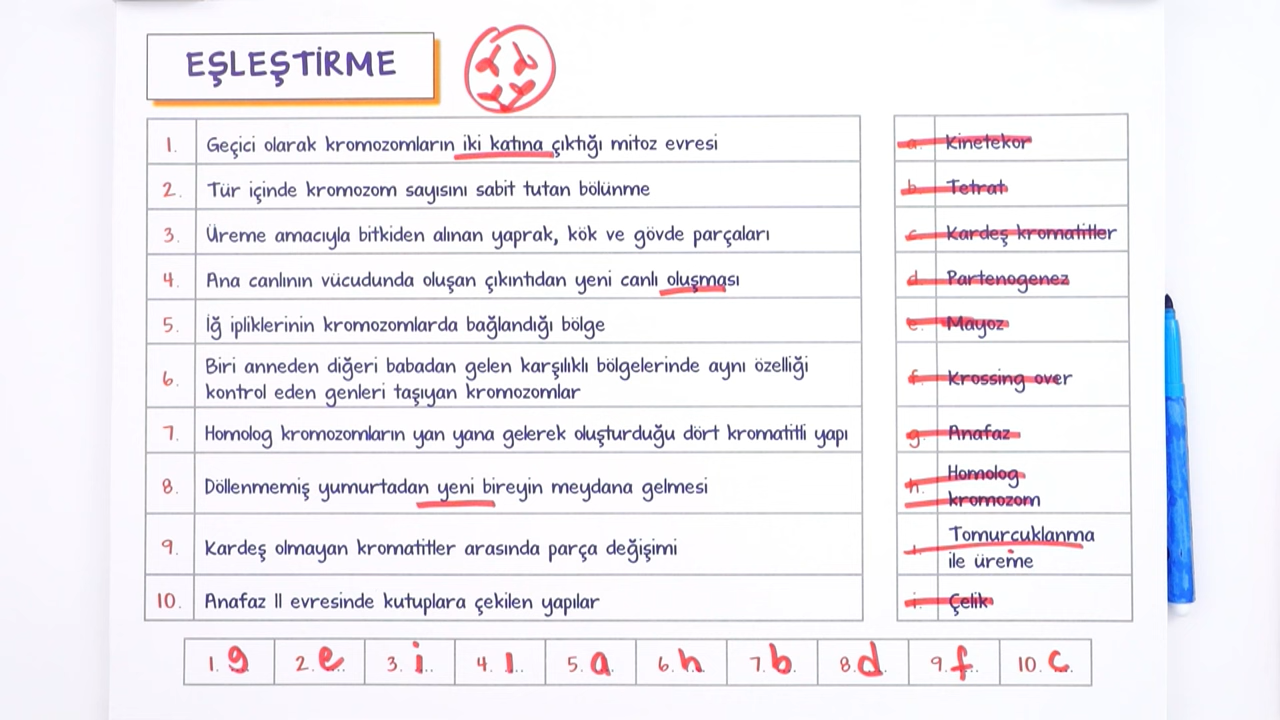 EŞLEŞTİRME
1. Geçici olarak kromozomların iki katına çıktığı mitoz evresi
2. Tür içinde kromozom sayısını sabit tutan bölünme
3. Üreme amacıyla bitkiden alınan yaprak, kök ve gövde parçaları
4. Ana canlının vücudunda oluşan çıkıntıdan yeni canlı oluşması
5. İğ ipliklerinin kromozomlarda bağlandığı bölge
6. Biri anneden diğeri babadan gelen karşılıklı bölgelerinde aynı özelliği
kontrol eden genleri taşıyan kromozomlar
7. Homolog kromozomların yan yana gelerek oluşturduğu dört kromatitli yapı
8. Döllenmemiş yumurtadan yeni bireyin meydana gelmesi
9. Kardeş olmayan kromatitler arasında parça değişimi
10. Anafaz II evresinde kutuplara çekilen yapılar
a. Kinetekor
b. Tetrat
c. Kardeş kromatitler
d. Partenogenez
e. Mayoz
f. Krossing over
g. Anafaz
h. Homolog
kromozom
ı. Tomurcuklanma
ile üreme
i. Çelik
1. g 2. e 3. i 4. ı 5. a 6. h 7. b 8. d 9. f 10. c